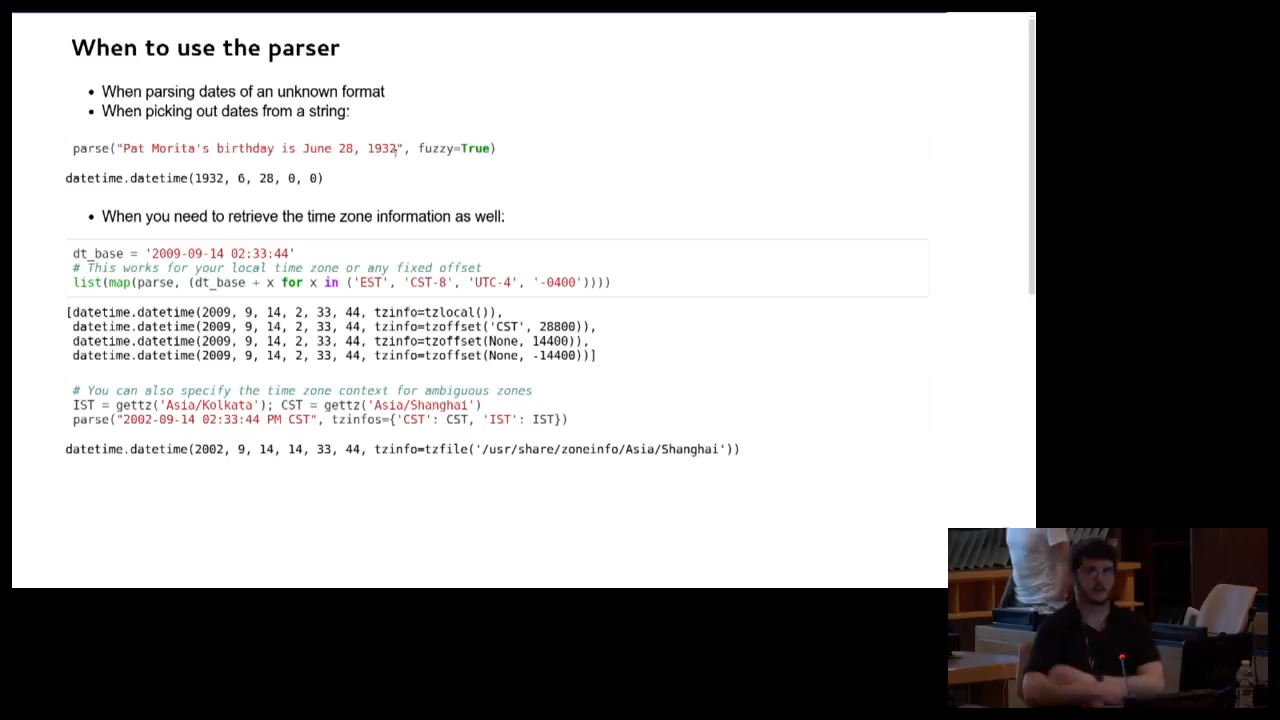 When to use the parser
• When parsing dates of an unknown format
• When picking out dates from a string:
parse("Pat Morita's birthday is June 28, 1932", fuzzy=True)
datetime.datetime(1932, 6, 28, 0, 0)
• When you need to retrieve the time zone information as well:
dt_base = '2009-09-14 02:33:44'
# This works for your local time zone or any fixed offset
list(map(parse, (dt_base + x for x in ('EST', 'CST-8', 'UTC-4', '-0400'))))
[datetime.datetime(2009, 9, 14, 2, 33, 44, tzinfo=tzlocal()),
datetime.datetime(2009, 9, 14, 2, 33, 44, tzinfo=tzoffset('CST', 28800)),
datetime.datetime(2009, 9, 14, 2, 33, 44, tzinfo=tzoffset(None, 14400)),
datetime.datetime(2009, 9, 14, 2, 33, 44, tzinfo=tzoffset(None, -14400))]
# You can also specify the time zone context for ambiguous zones
IST = gettz('Asia/Kolkata'); CST = gettz('Asia/Shanghai')
parse("2002-09-14 02:33:44 PM CST", tzinfos={'CST': CST, 'IST': IST})
datetime.datetime(2002, 9, 14, 14, 33, 44, tzinfo=tzfile('/usr/share/zoneinfo/Asia/Shanghai'))